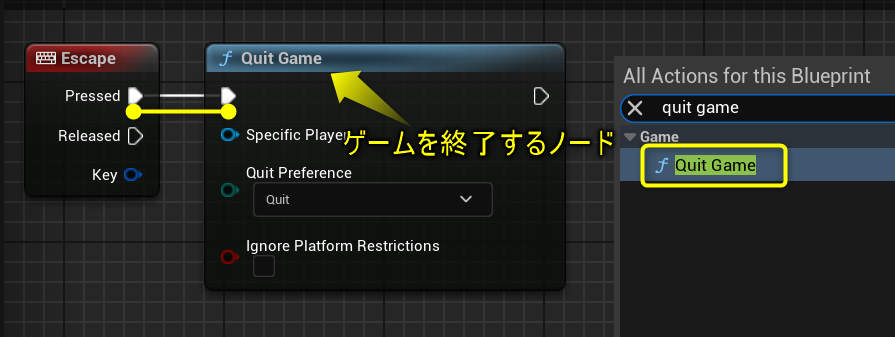 Escape
Pressed
Released
Key
Quit Game
Specific Player
ゲームを終了するノード
Quit Preference
Quit
Ignore Platform Restrictions
All Actions for this Blueprint
quit game
Game
Quit Game